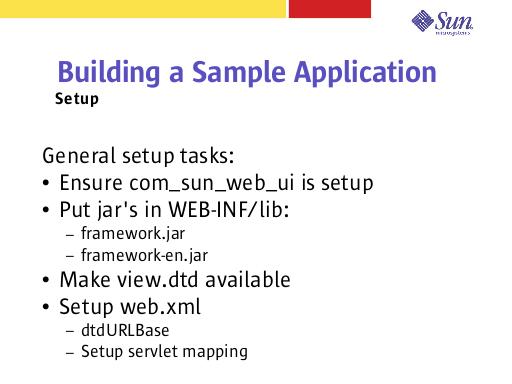 Sun
microsystems
Building a Sample Application
Setup
General setup tasks:
• Ensure com_sun_web_ui is setup
• Put jar's in WEB-INF/lib:
– framework.jar
– framework-en.jar
• Make view.dtd available
• Setup web.xml
– dtdURLBase
– Setup servlet mapping